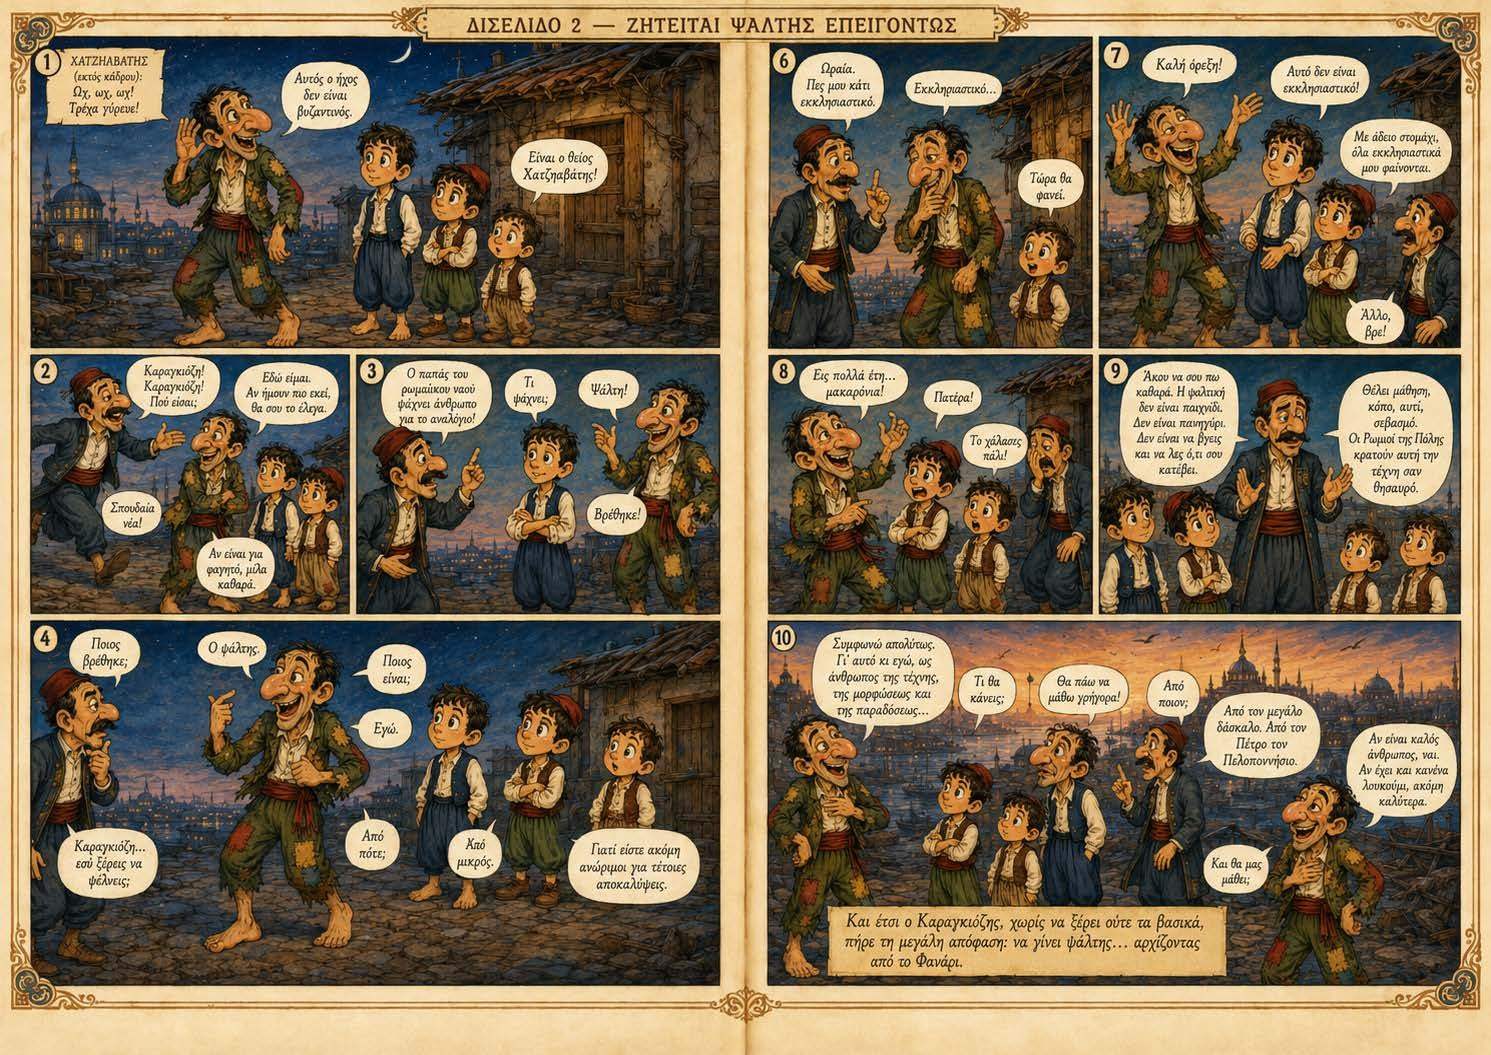 ΔΙΣΕΛΙΔΟ 2 — ΖΗΤΕΙΤΑΙ ΨΑΛΤΗΣ ΕΠΕΙΓΟΝΤΩΣ
1
ΧΑΤΖΗΑΒΑΤΗΣ
(εκτός κάδρου):
Ωχ, ωχ, ωχ!
Τρέχα γύρευε!
Αυτός ο ήχος
δεν είναι
βυζαντινός.
Είναι ο θείος
Χατζηαβάτης!
2
Καραγκιόζη!
Καραγκιόζη!
Πού είσαι;
Εδώ είμαι.
Αν ήμουν πιο εκεί,
θα σου το έλεγα.
Σπουδαία
νέα!
Αν είναι για
φαγητό, μίλα
καθαρά.
3
Ο παπάς του
ρωμαίικου ναού
ψάχνει άνθρωπο
για το αναλόγιο!
Τι
ψάχνει;
Ψάλτη!
Βρέθηκε!
4
Ποιος
βρέθηκε;
Ο ψάλτης.
Ποιος
είναι;
Εγώ.
Καραγκιόζη...
εσύ ξέρεις να
ψέλνεις;
Από
πότε;
Από
μικρός.
Γιατί είστε ακόμη
ανώριμοι για τέτοιες
αποκαλύψεις.
6
Ωραία.
Πες μου κάτι
εκκλησιαστικό.
Εκκληριαστικό...
Τώρα θα
φανεί.
7
Καλή όρεξη!
Αυτό δεν είναι
εκκλησιαστικό!
Με άδειο στομάχι,
όλα εκκλησιαστικά
μου φαίνονται.
Άλλο,
βρε!
8
Εις πολλά έτη...
μακαρόνια!
Πατέρα!
Το χάλασες
πάλι!
9
Άκου να σου πω
καθαρά. Η ψαλτική
δεν είναι παιχνίδι.
Δεν είναι πανηγύρι.
Δεν είναι να βγεις
και να λες ό,τι σου
κατέβει.
Θέλει μάθηση,
κόπο, αυτί,
σεβασμό.
Οι Ρωμιοί της Πόλης
κρατούν αυτή την
τέχνη σαν
θησαυρό.
10
Συμφωνώ απολύτως.
Γι' αυτό κι εγώ, ως
άνθρωπος της τέχνης,
της μορφώσεως και
της παραδόσεως...
Τι θα
κάνεις;
Θα πάω να
μάθω γρήγορα!
Από
ποιον;
Από τον μεγάλο
δάσκαλο. Από τον
Πέτρο τον
Πελοποννήσιο.
Αν είναι καλός
άνθρωπος, ναι.
Αν έχει και κανένα
λουκούμι, ακόμη
καλύτερα.
Και θα μας
μάθει;
Και έτσι ο Καραγκιόζης, χωρίς να ξέρει ούτε τα βασικά,
πήρε τη μεγάλη απόφαση: να γίνει ψάλτης... αρχίζοντας
από το Φανάρι.